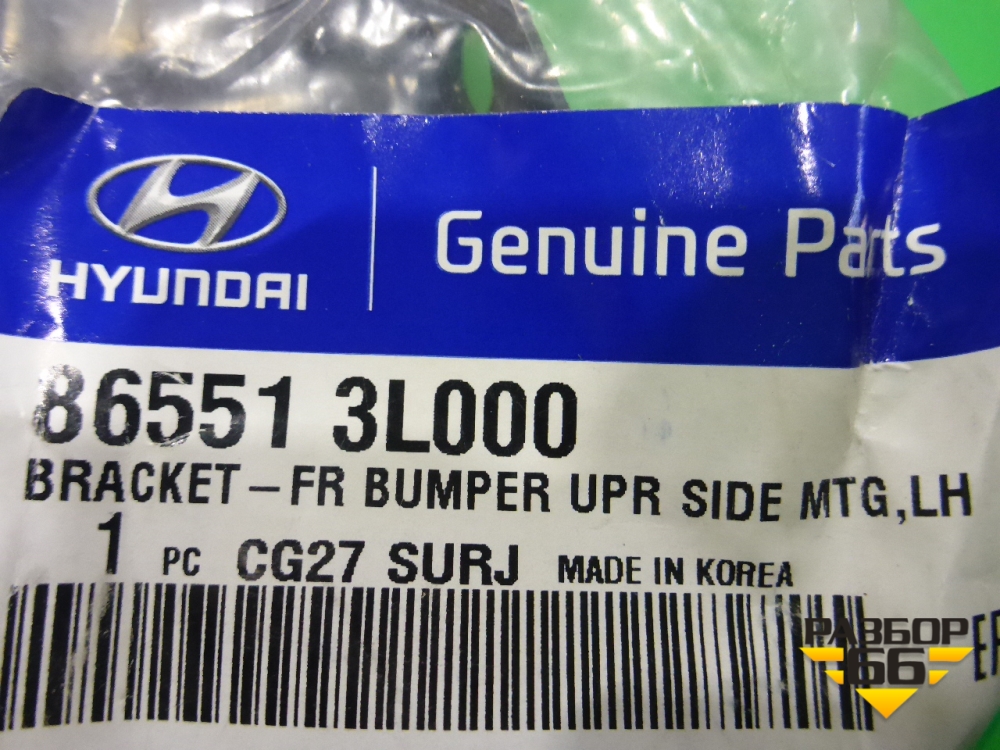 HYUNDAI
Genuine Parts
86551 3L000
BRACKET-FR BUMPER UPR SIDE MTG,LH
1 PC CG27 SURJ MADE IN KOREA
РАЗБОР
66